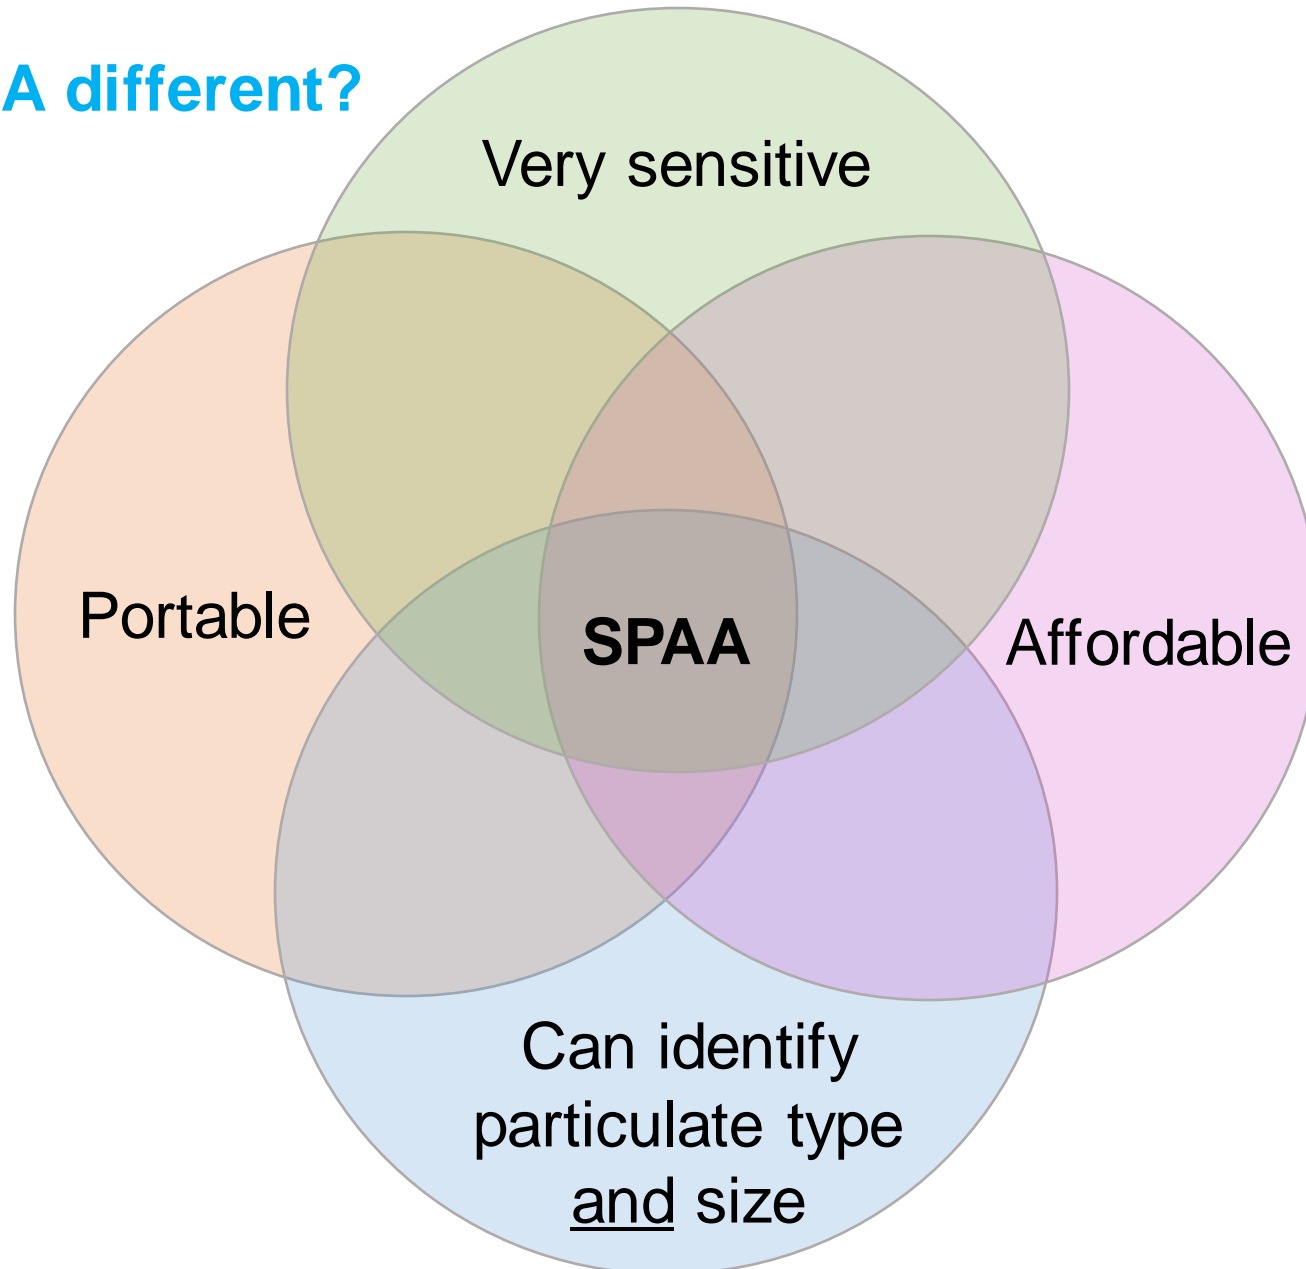 A different?
Very sensitive
Portable
SPAA
Affordable
Can identify
particulate type
and size